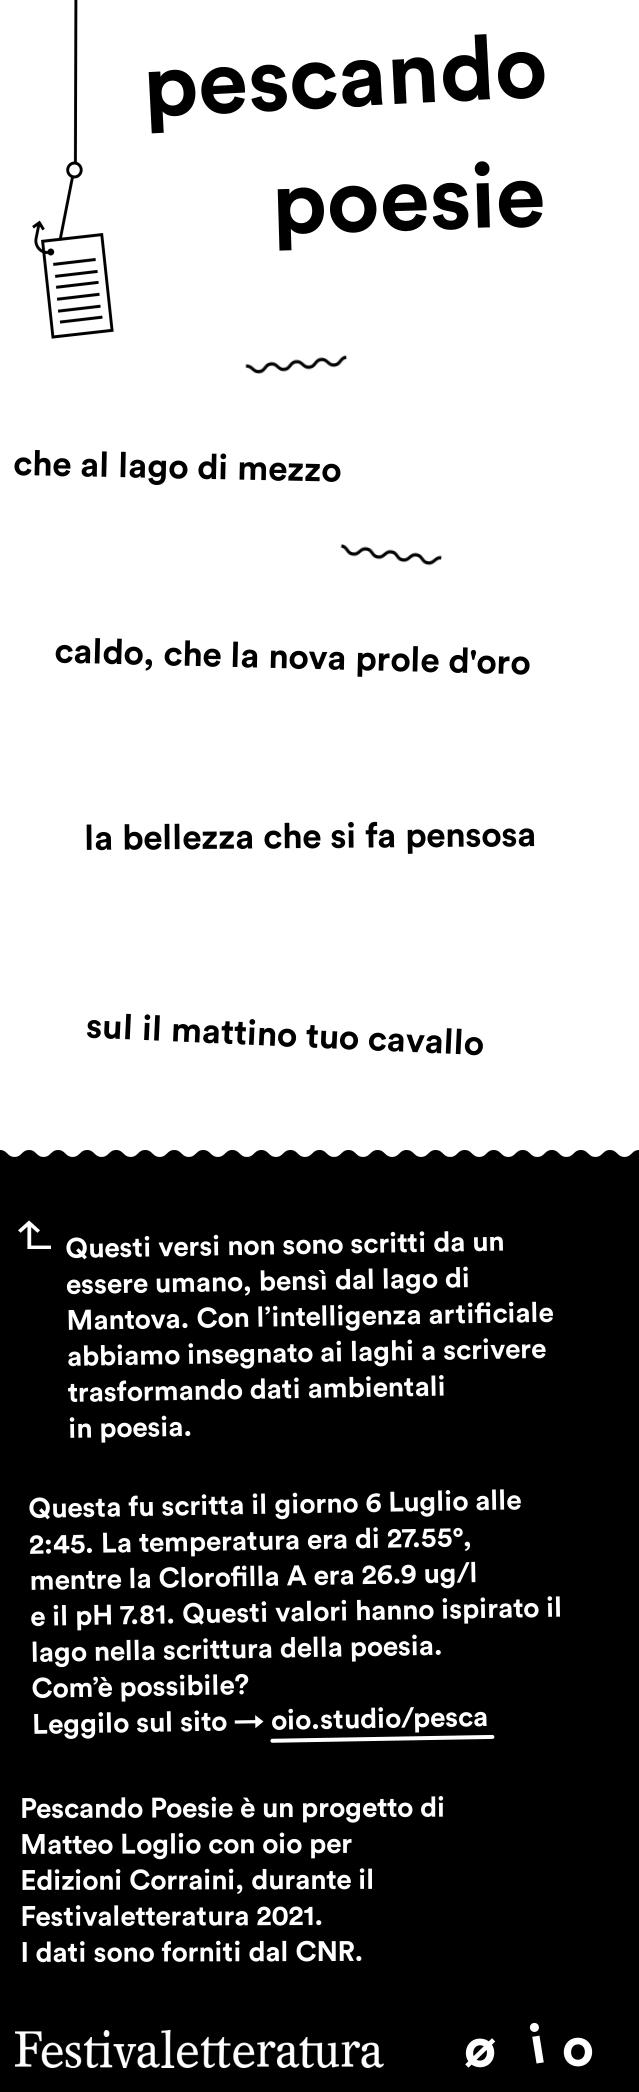 pescando
poesie
che al lago di mezzo
caldo, che la nova prole d'oro
la bellezza che si fa pensosa
sul il mattino tuo cavallo
Questi versi non sono scritti da un
essere umano, bensì dal lago di
Mantova. Con l’intelligenza artificiale
abbiamo insegnato ai laghi a scrivere
trasformando dati ambientali
in poesia.
Questa fu scritta il giorno 6 Luglio alle
2:45. La temperatura era di 27.55°,
mentre la Clorofilla A era 26.9 ug/l
e il pH 7.81. Questi valori hanno ispirato il
lago nella scrittura della poesia.
Com’è possibile?
Leggilo sul sito → oio.studio/pesca
Pescando Poesie è un progetto di
Matteo Loglio con oio per
Edizioni Corraini, durante il
Festivaletteratura 2021.
I dati sono forniti dal CNR.
Festivaletteratura ø i o